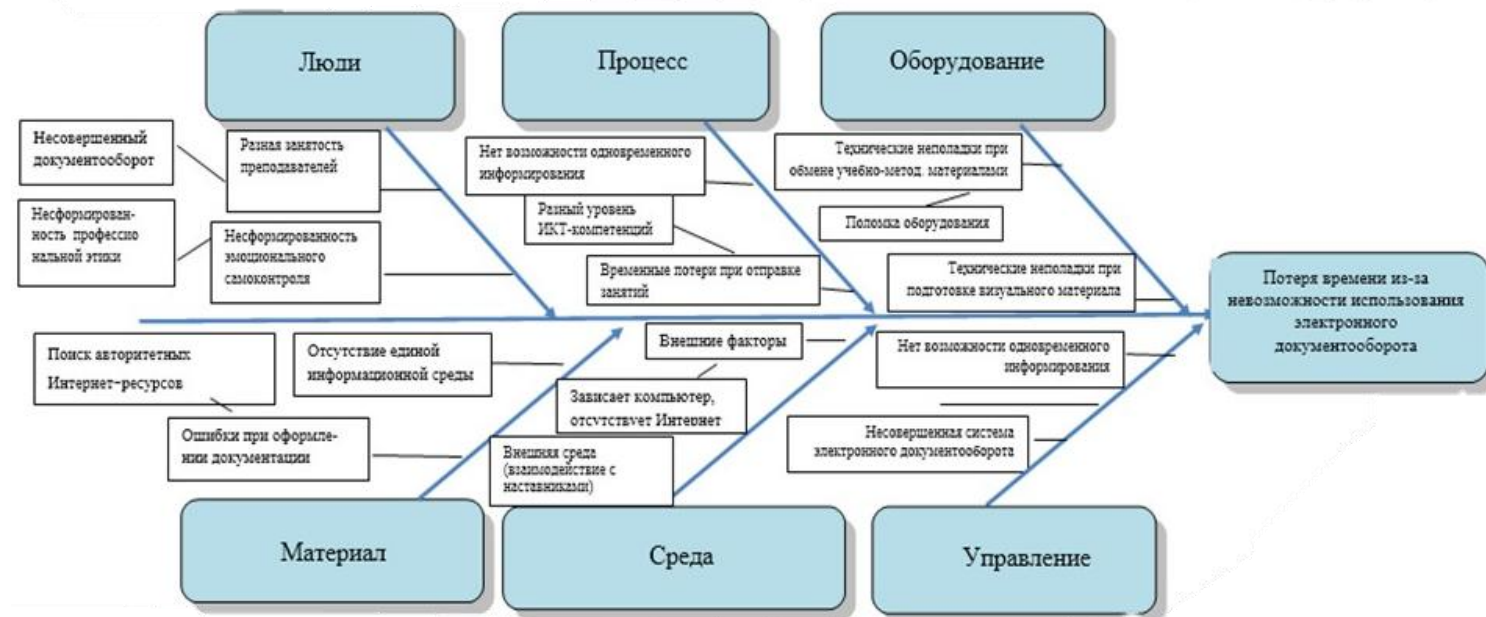 Люди
Процесс
Оборудование
Несовершенный
документооборот
Разная занятость
преподавателей
Нет возможности одновременного
информирования
Технические неполадки при
обмене учебно-метод. материалами
Разный уровень
ИКТ-компетенций
Поломка оборудования
Несформирован-
ность профессио
нальной этики
Несформированность
эмоционального
самоконтроля
Временные потери при отправке
занятий
Технические неполадки при
подготовке визуального материала
Потеря времени из-за
невозможности использования
электронного
документооборота
Поиск авторитетных
Интернет-ресурсов
Отсутствие единой
информационной среды
Внешние факторы
Нет возможности одновременного
информирования
Зависает компьютер,
отсутствует Интернет
Ошибки при оформле-
нии документации
Внешняя среда
(взаимодействие с
наставниками)
Несовершенная система
электронного документооборота
Материал
Среда
Управление